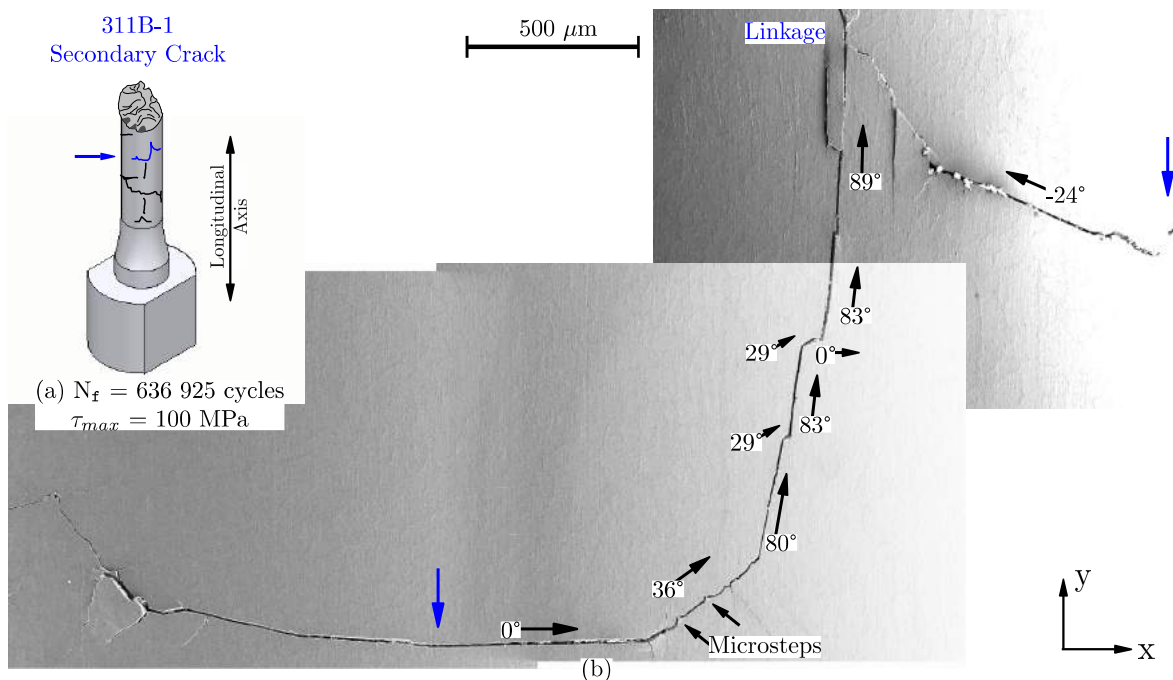 311B-1
Secondary Crack
Longitudinal
Axis
(a) N_f = 636 925 cycles
τ_max = 100 MPa
500 μm
Linkage
89°
-24°
83°
29°
0°
83°
29°
80°
36°
0°
Microsteps
(b)
y
x